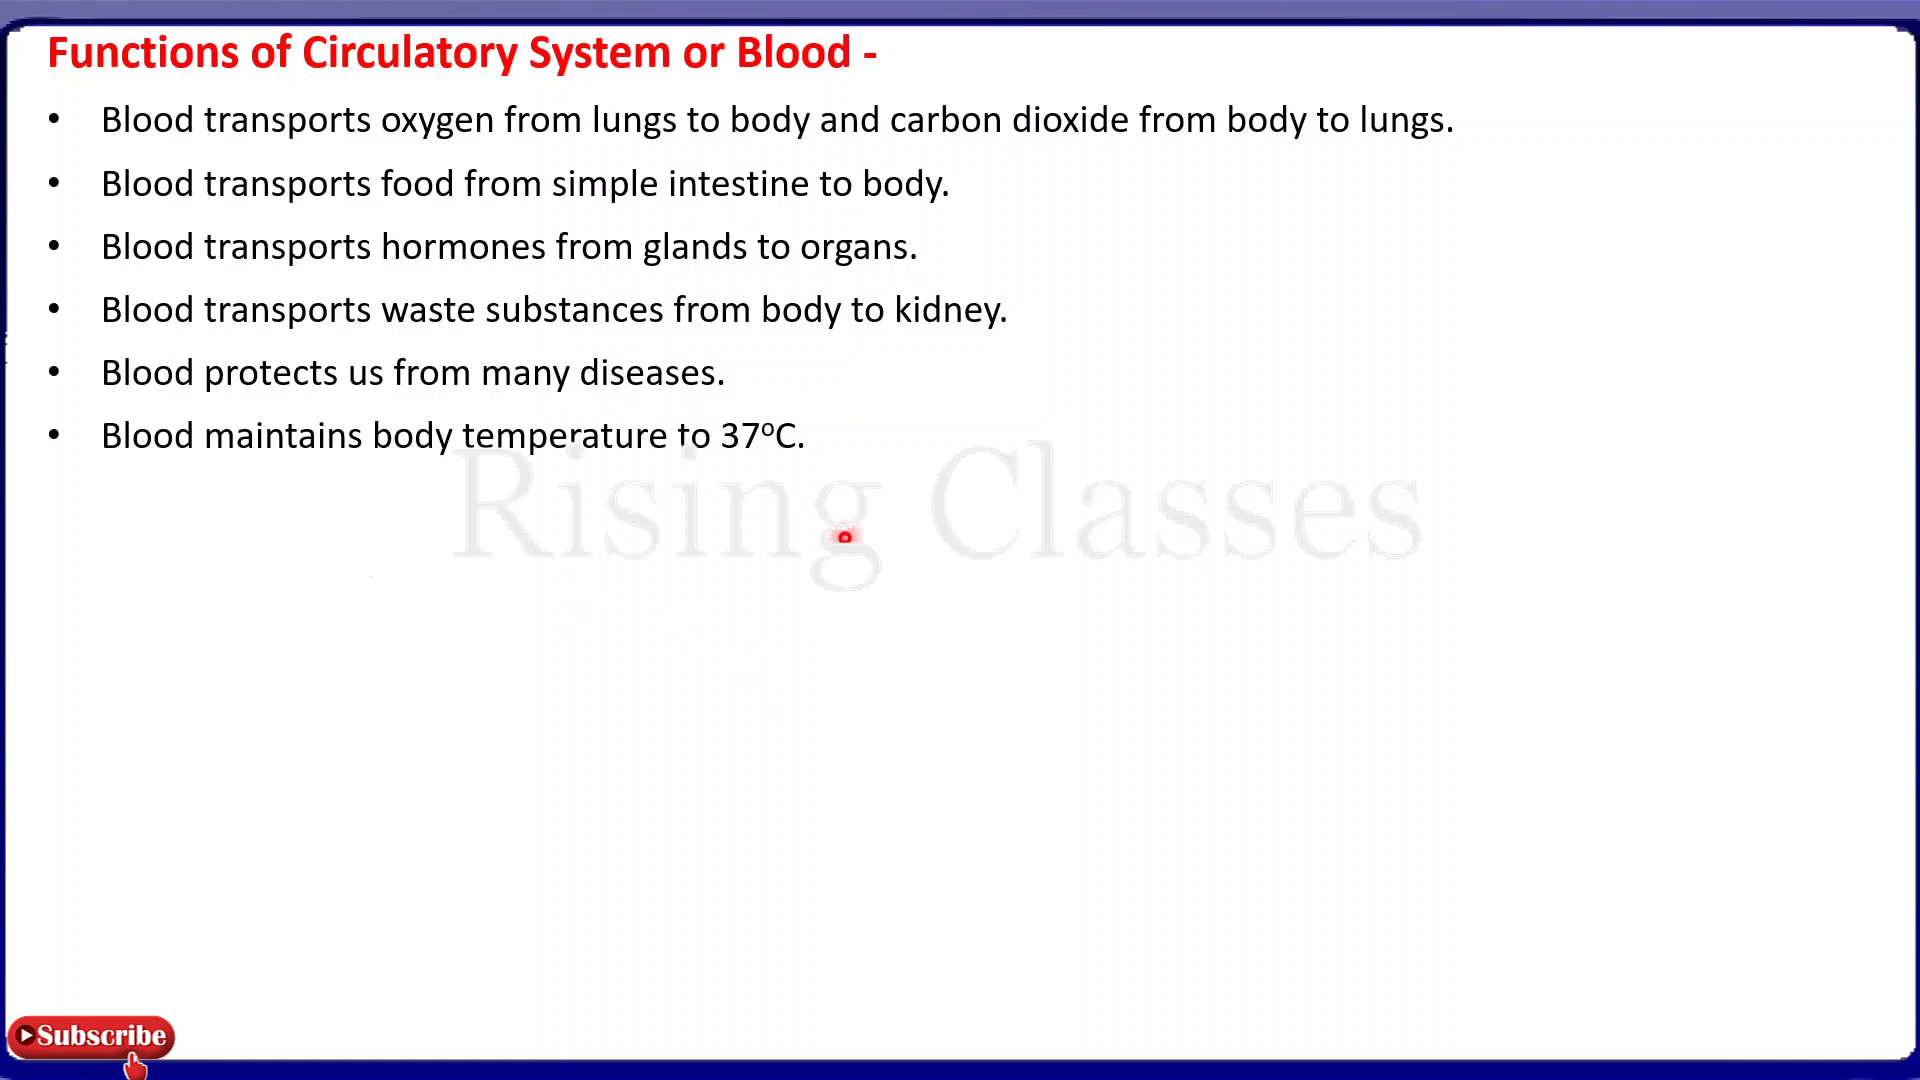 Functions of Circulatory System or Blood -
• Blood transports oxygen from lungs to body and carbon dioxide from body to lungs.
• Blood transports food from simple intestine to body.
• Blood transports hormones from glands to organs.
• Blood transports waste substances from body to kidney.
• Blood protects us from many diseases.
• Blood maintains body temperature to 37ᵒC.
Rising Classes
Subscribe